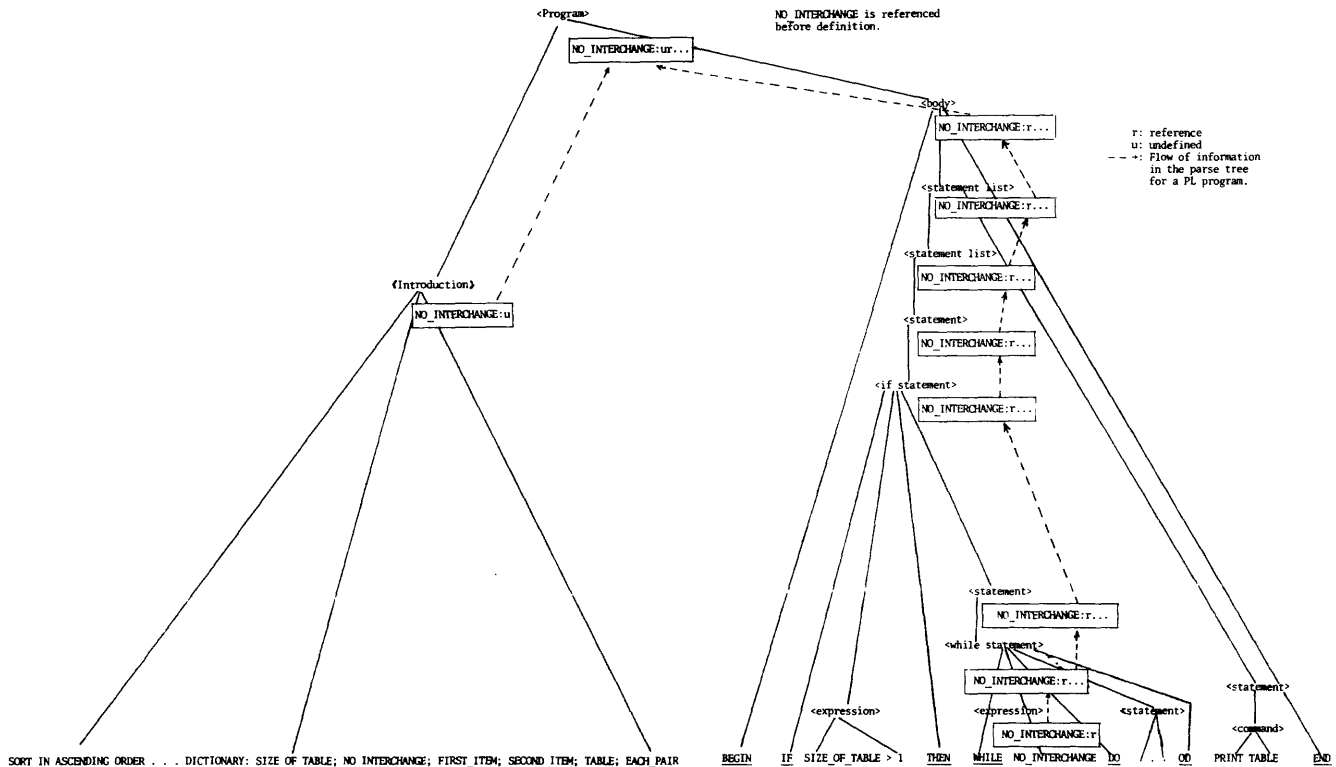 <Program>
NO_INTERCHANGE is referenced
before definition.
NO_INTERCHANGE:ur...
<body>
NO_INTERCHANGE:r...
r: reference
u: undefined
- - →: Flow of information
in the parse tree
for a PL program.
<statement list>
NO_INTERCHANGE:r...
<statement list>
NO_INTERCHANGE:r...
《Introduction》
NO_INTERCHANGE:u
<statement>
NO_INTERCHANGE:r...
<if statement>
NO_INTERCHANGE:r...
<statement>
NO_INTERCHANGE:r...
<while statement>
NO_INTERCHANGE:r...
<statement>
<expression>
<expression>
<statement>
<command>
NO_INTERCHANGE:r
SORT IN ASCENDING ORDER . . . DICTIONARY: SIZE OF TABLE; NO INTERCHANGE; FIRST_ITEM; SECOND ITEM; TABLE; EACH PAIR
BEGIN IF SIZE_OF_TABLE > 1 THEN WHILE NO_INTERCHANGE DO . . . OD PRINT TABLE END